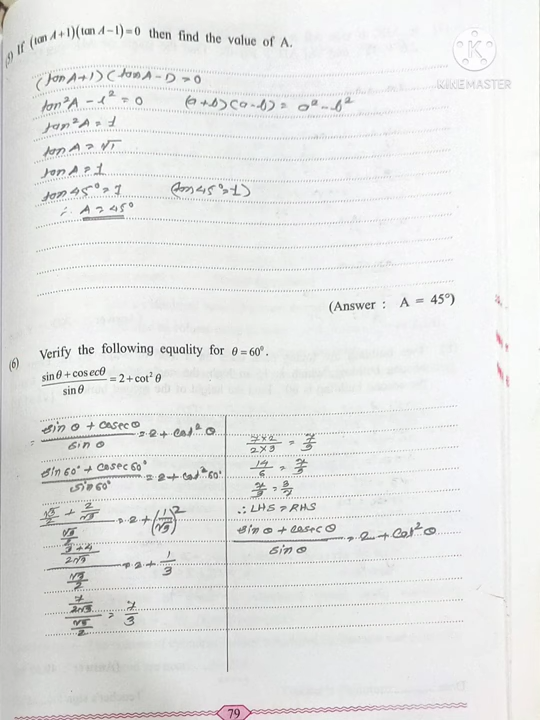 (5) If (tan A+1)(tan A−1)=0 then find the value of A.
KINEMASTER
(tan A+1) (tan A-1)=0
tan²A - 1² = 0 (a+b)(a-b) = a² - b²
tan²A = 1
tan A = √1
tan A = 1
tan 45° = 1 (tan 45° = 1)
∴ A = 45°
(Answer : A = 45°)
(6) Verify the following equality for θ = 60°.
(sin θ + cosec θ)/sin θ = 2 + cot² θ
= (sin θ + cosec θ)/sin θ = 2 + cot² θ
(sin 60° + cosec 60°)/sin 60° = 2 + cot² 60°
(√3/2 + 2/√3)/(√3/2) = 2 + (1/√3)²
((3+4)/2√3)/(√3/2) = 2 + 1/3
(7/2√3)/(√3/2) = 7/3
(7×2)/(2×3) = 7/3
14/6 = 7/3
∴ LHS = RHS
(sin θ + cosec θ)/sin θ = 2 + cot² θ
79